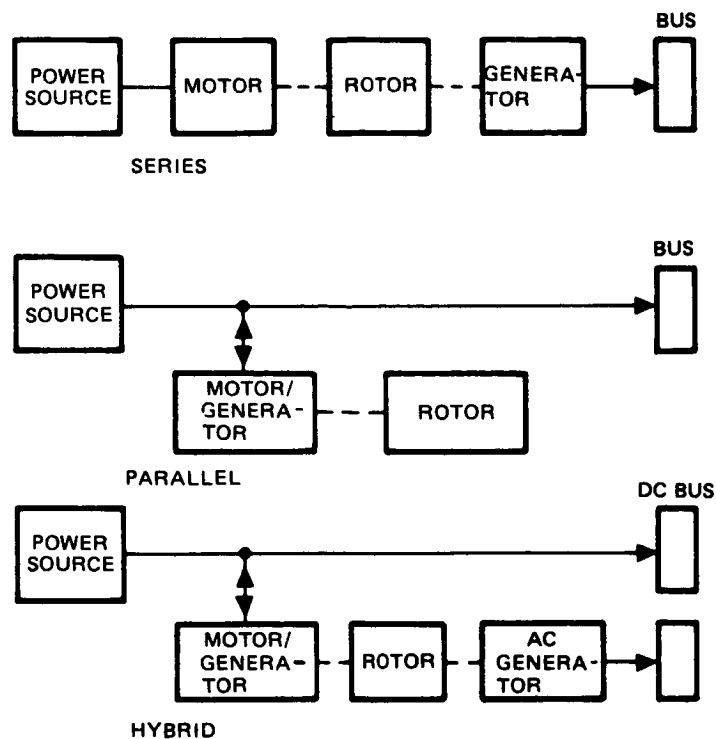 BUS
POWER
SOURCE
MOTOR
ROTOR
GENERA-
TOR
SERIES
BUS
POWER
SOURCE
MOTOR/
GENERA-
TOR
ROTOR
PARALLEL
DC BUS
POWER
SOURCE
MOTOR/
GENERA-
TOR
ROTOR
AC
GENERA-
TOR
HYBRID